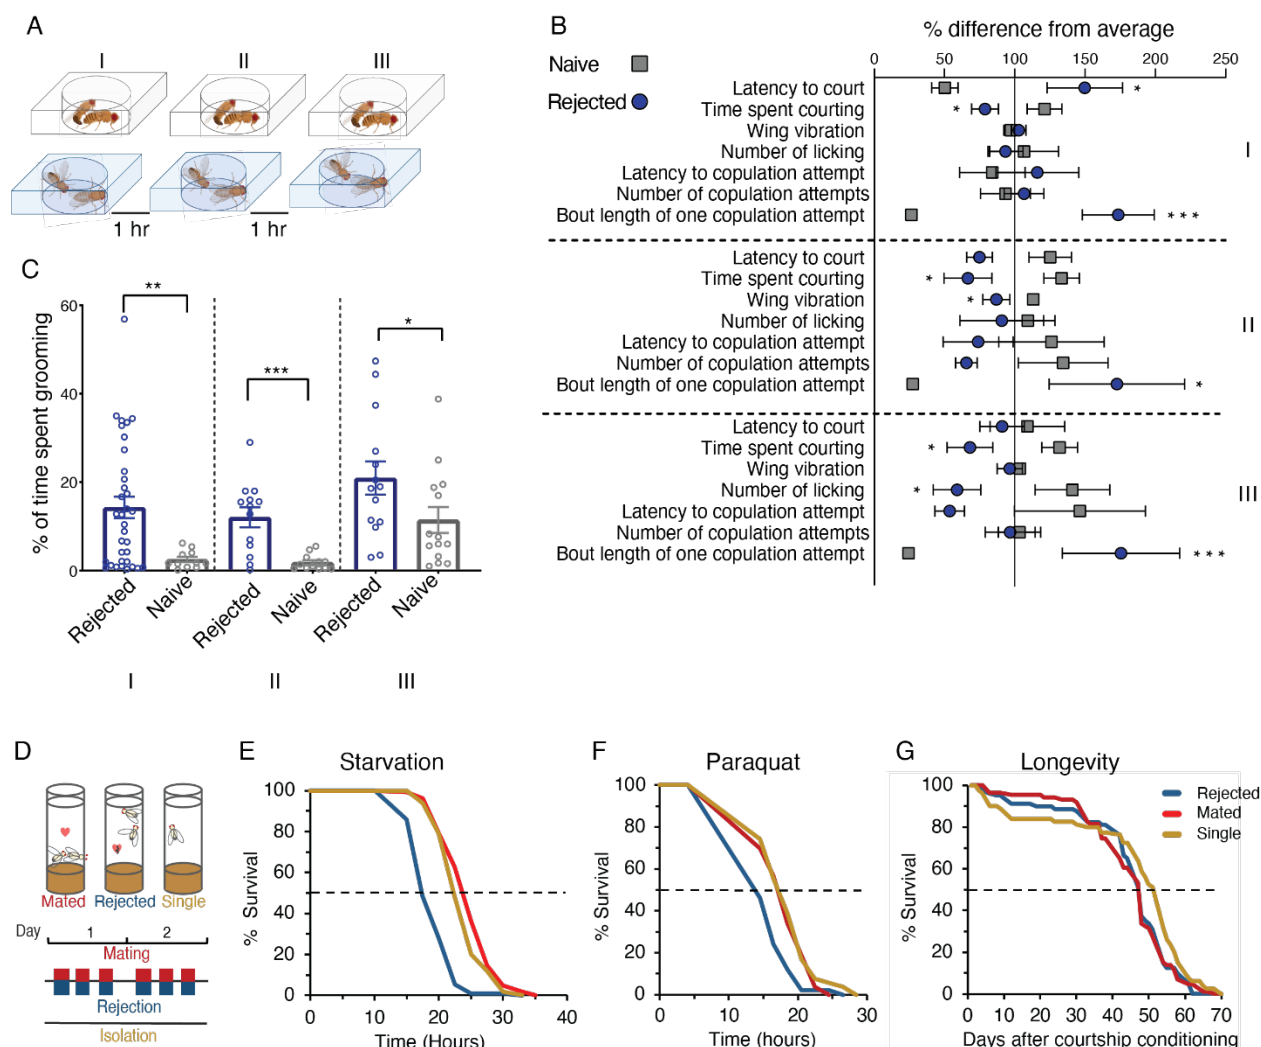 A
I II III
1 hr 1 hr
B
% difference from average
Naive
Rejected
0 50 100 150 200 250
Latency to court *
Time spent courting *
Wing vibration
Number of licking
Latency to copulation attempt
Number of copulation attempts
Bout length of one copulation attempt ***
I
Latency to court
Time spent courting *
Wing vibration *
Number of licking
Latency to copulation attempt
Number of copulation attempts
Bout length of one copulation attempt *
II
Latency to court
Time spent courting *
Wing vibration
Number of licking *
Latency to copulation attempt
Number of copulation attempts
Bout length of one copulation attempt ***
III
C
% of time spent grooming
60
40
20
0
** *** *
Rejected Naive Rejected Naive Rejected Naive
I II III
D
Mated Rejected Single
Day 1 2
Mating
Rejection
Isolation
E Starvation
% Survival
100
80
60
40
20
0
0 10 20 30 40
Time (Hours)
F Paraquat
% Survival
100
80
60
40
20
0
0 10 20 30
Time (hours)
G Longevity
% Survival
100
80
60
40
20
0
0 10 20 30 40 50 60 70
Days after courtship conditioning
Rejected
Mated
Single